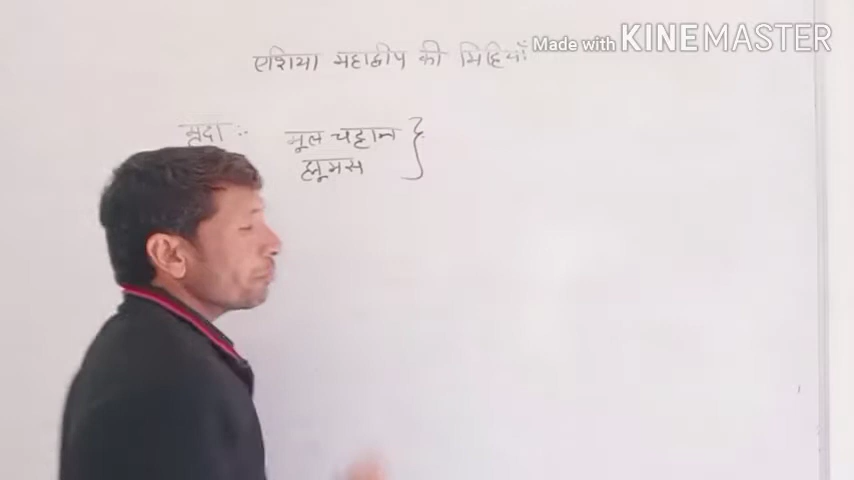 एशिया महाद्वीप की मिट्टियाँ
Made with KINEMASTER
मृदा :- मूल चट्टान }
ह्यूमस